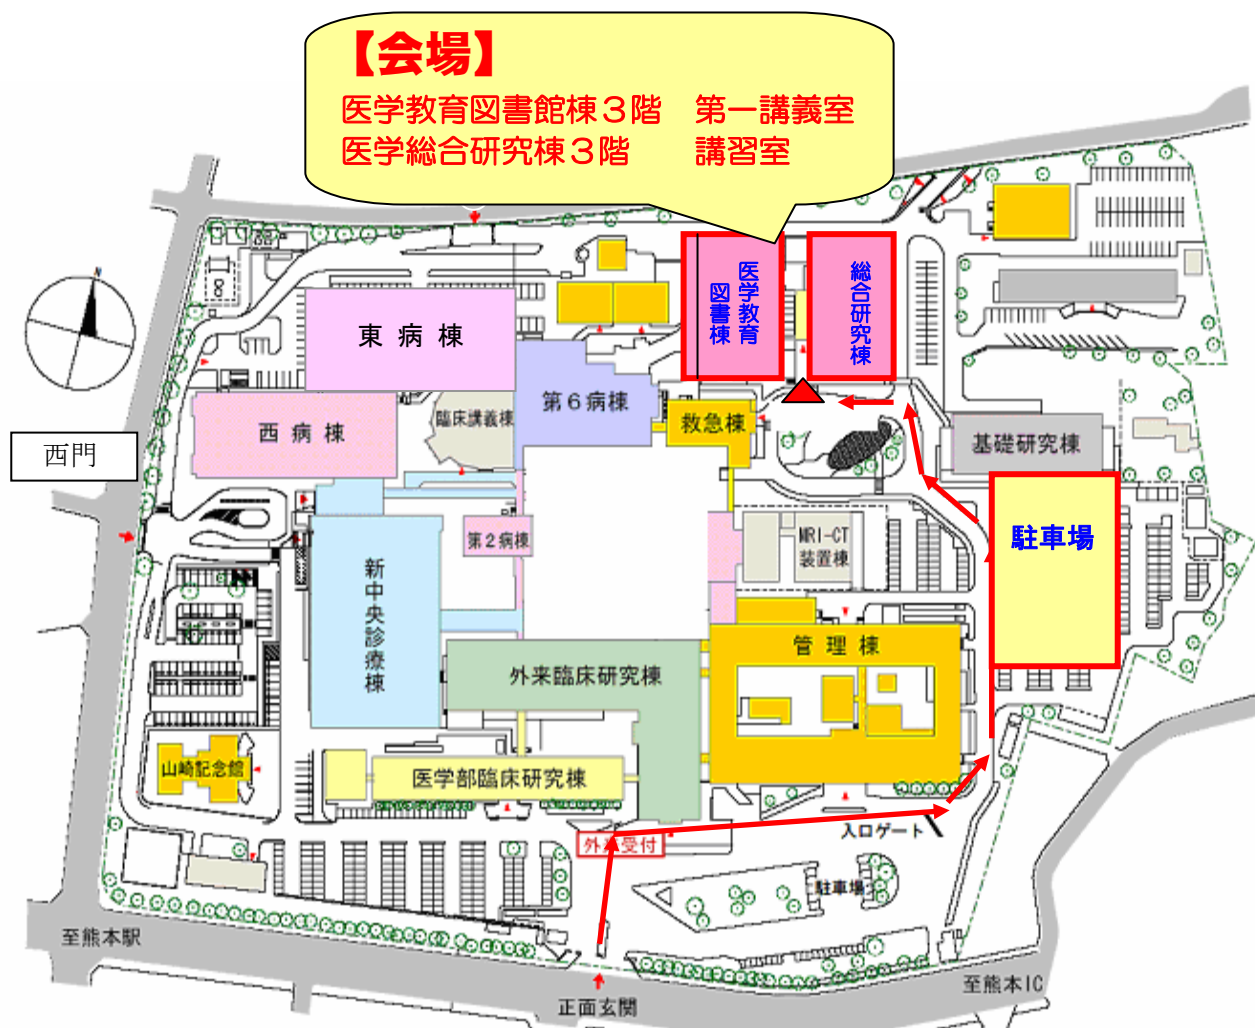 【会場】
医学教育図書館棟３階　第一講義室
医学総合研究棟３階　　講習室
N
医学教育
図書棟
総合研究棟
東病棟
第６病棟
臨床講義棟
救急棟
西病棟
基礎研究棟
西門
駐車場
第２病棟
MRI-CT
装置棟
新中央診療棟
管理棟
外来臨床研究棟
山崎記念館
医学部臨床研究棟
入口ゲート
外来受付
駐車場
至熊本駅
至熊本IC
正面玄関